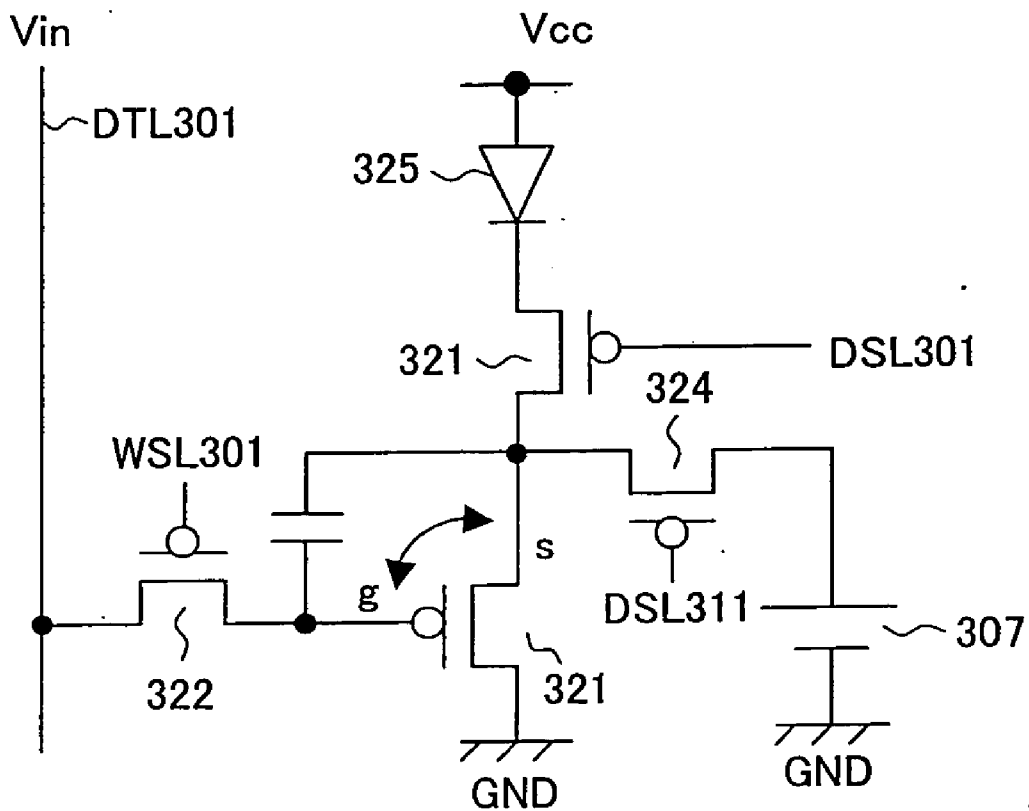 Vin
Vcc
DTL301
325
321
DSL301
324
WSL301
s
g
DSL311
307
322
321
GND
GND